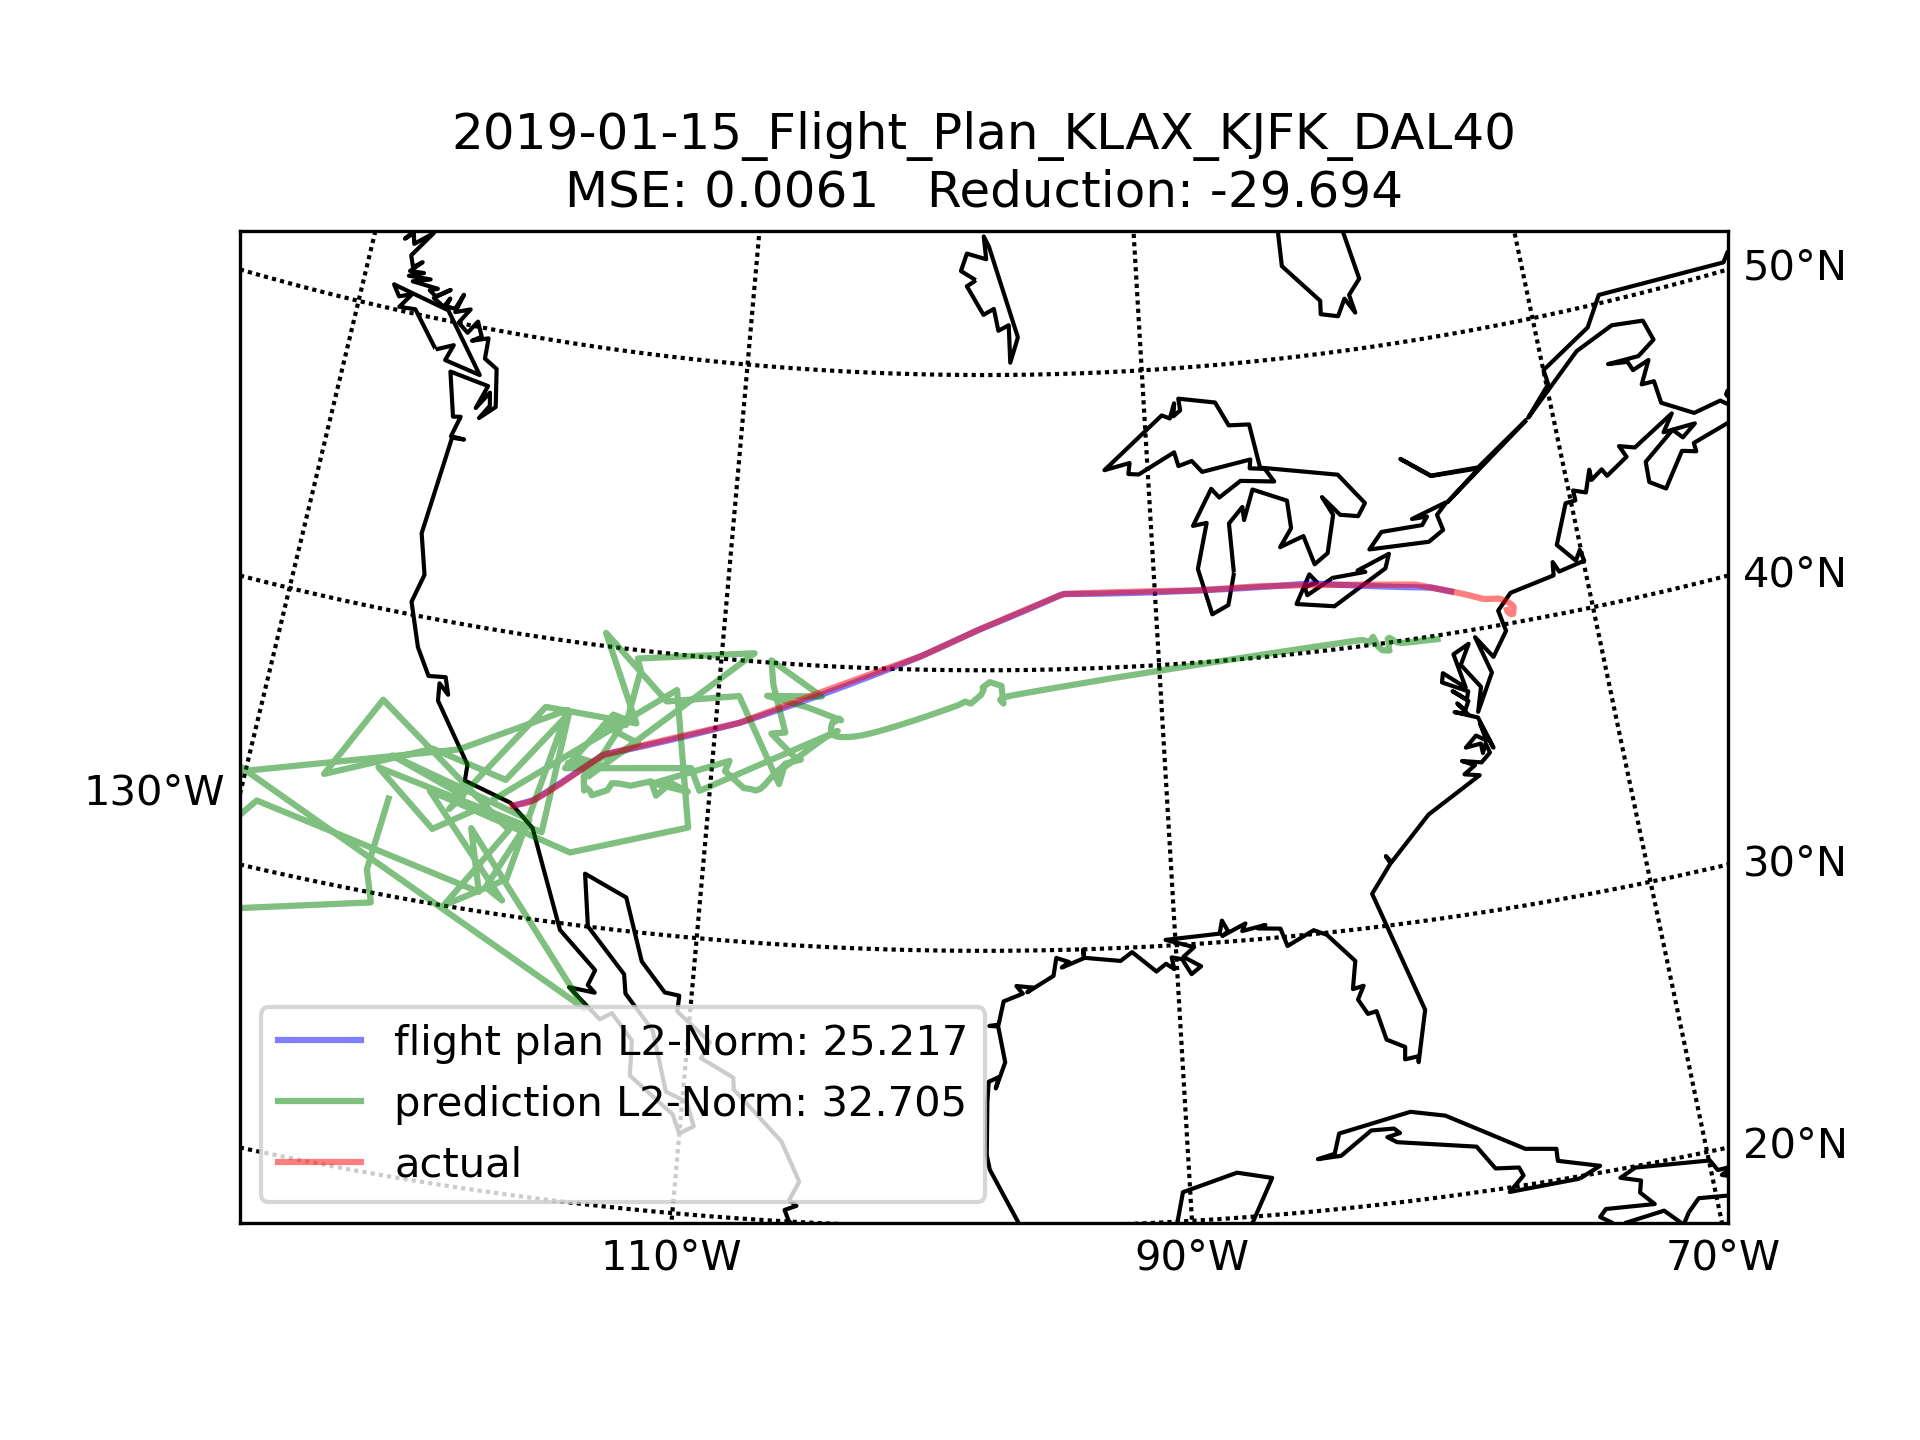 2019-01-15_Flight_Plan_KLAX_KJFK_DAL40
MSE: 0.0061   Reduction: -29.694
50°N
40°N
130°W
30°N
flight plan L2-Norm: 25.217
prediction L2-Norm: 32.705
20°N
actual
110°W
90°W
70°W